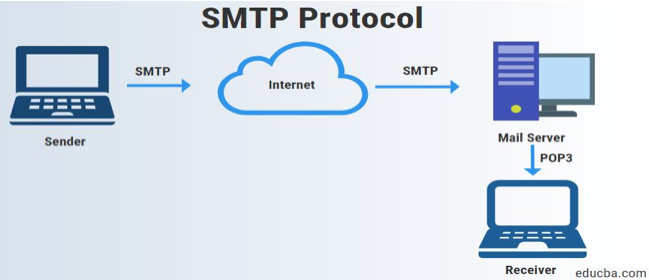 SMTP Protocol
SMTP
Internet
SMTP
Sender
Mail Server
POP3
Receiver
educba.com